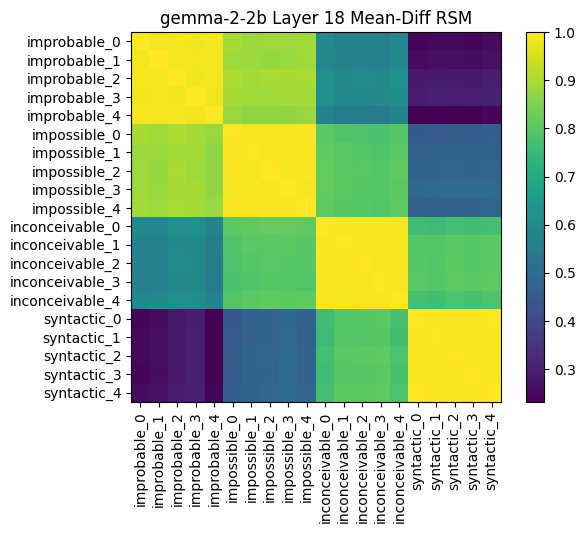 gemma-2-2b Layer 18 Mean-Diff RSM
improbable_0
improbable_1
improbable_2
improbable_3
improbable_4
impossible_0
impossible_1
impossible_2
impossible_3
impossible_4
inconceivable_0
inconceivable_1
inconceivable_2
inconceivable_3
inconceivable_4
syntactic_0
syntactic_1
syntactic_2
syntactic_3
syntactic_4
improbable_0
improbable_1
improbable_2
improbable_3
improbable_4
impossible_0
impossible_1
impossible_2
impossible_3
impossible_4
inconceivable_0
inconceivable_1
inconceivable_2
inconceivable_3
inconceivable_4
syntactic_0
syntactic_1
syntactic_2
syntactic_3
syntactic_4
1.0
0.9
0.8
0.7
0.6
0.5
0.4
0.3